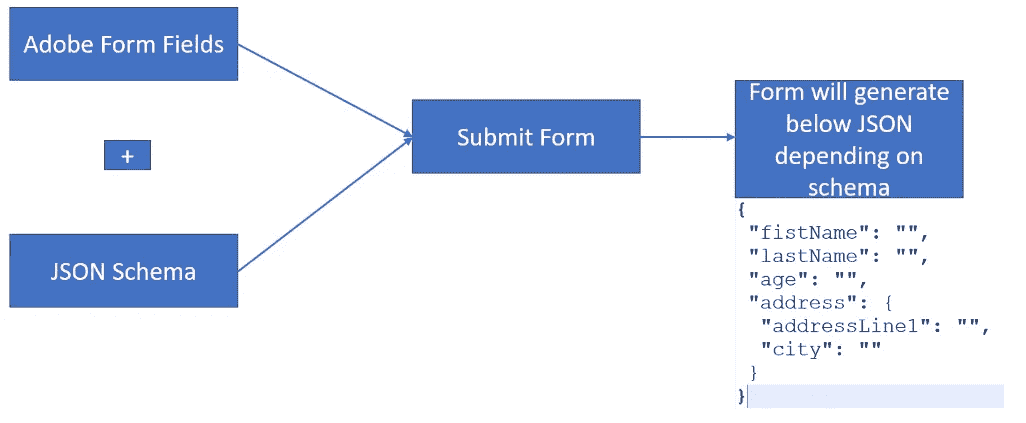 Adobe Form Fields
+
JSON Schema
Submit Form
Form will generate
below JSON
depending on
schema
{
"fistName": "",
"lastName": "",
"age": "",
"address": {
"addressLine1": "",
"city": ""
}
}